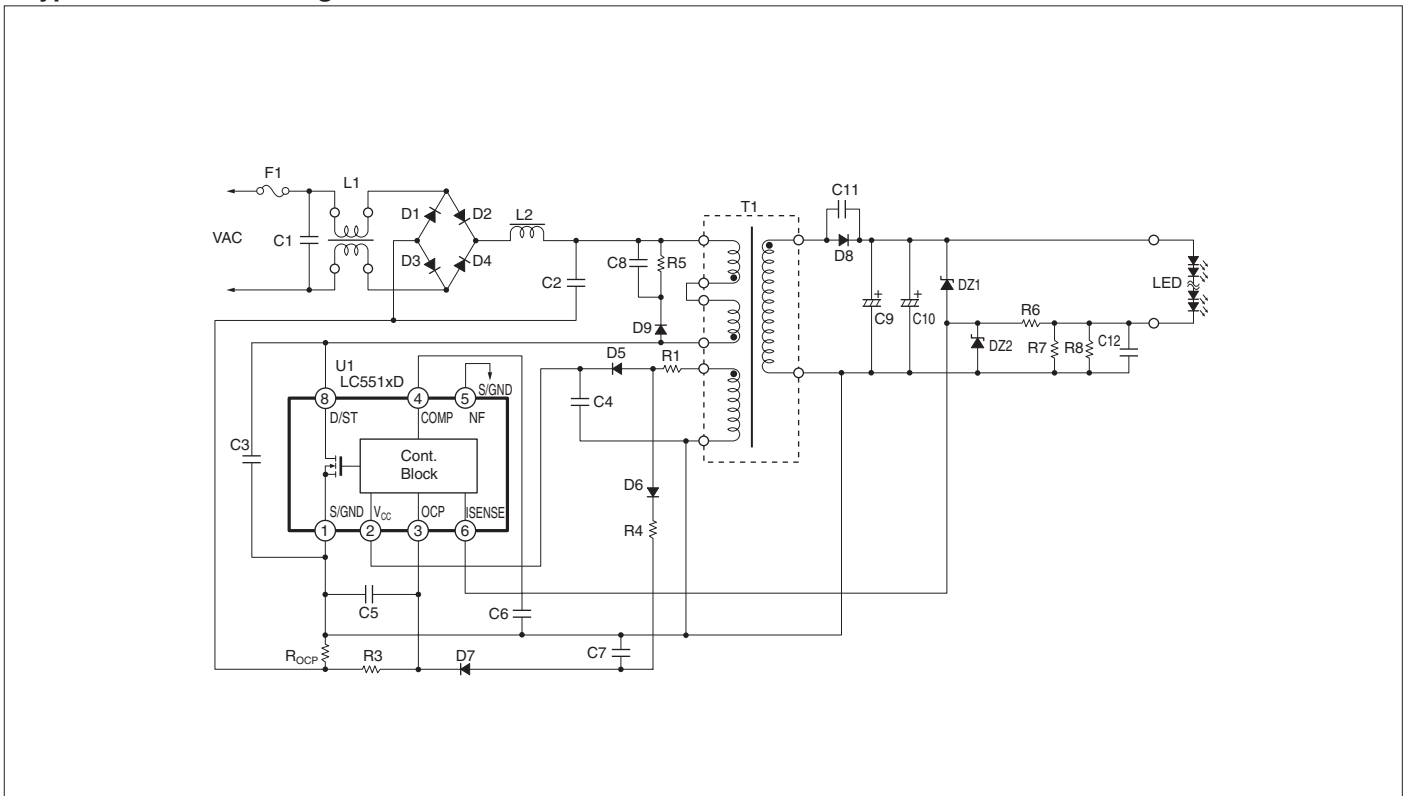 F1
L1
VAC
C1
D1
D2
D3
D4
L2
C2
C8
R5
D9
T1
C11
D8
C9
+
C10
+
DZ1
DZ2
R6
R7
R8
C12
LED
U1
LC551xD
S/GND
8
4
5
D/ST
COMP
NF
D5
R1
C4
C3
Cont.
Block
D6
R4
S/GND
VCC
OCP
ISENSE
1
2
3
6
C5
C6
C7
ROCP
R3
D7